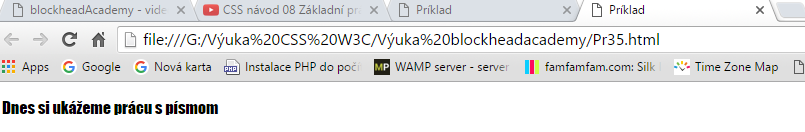 blockheadAcademy - vide
CSS návod 08 Základní pr
Príklad
Príklad
file:///G:/Výuka%20CSS%20W3C/Výuka%20blockheadacademy/Pr35.html
Apps
Google
Nová karta
Instalace PHP do počí
WAMP server - server
famfamfam.com: Silk
Time Zone Map
Dnes si ukážeme prácu s písmom